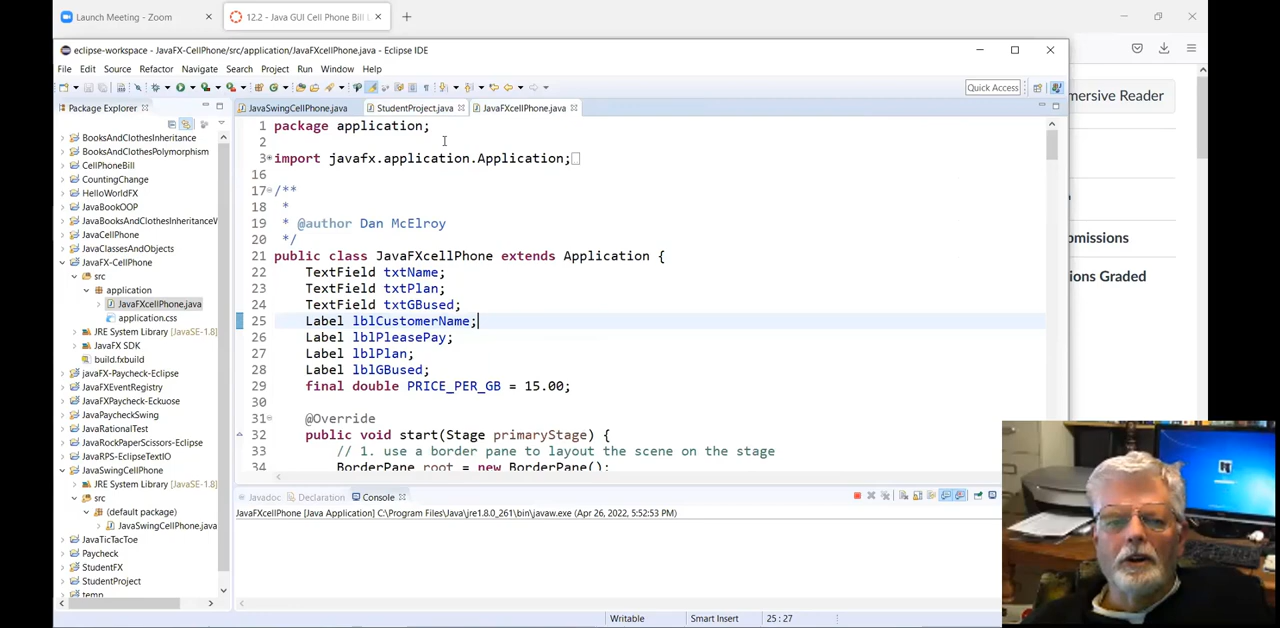 Launch Meeting - Zoom
12.2 - Java GUI Cell Phone Bill
eclipse-workspace - JavaFX-CellPhone/src/application/JavaFXcellPhone.java - Eclipse IDE
File Edit Source Refactor Navigate Search Project Run Window Help
Quick Access
mersive Reader
Package Explorer
JavaSwingCellPhone.java StudentProject.java JavaFXcellPhone.java
BooksAndClothesInheritance
BooksAndClothesPolymorphism
CellPhoneBill
CountingChange
HelloWorldFX
JavaBookOOP
JavaBooksAndClothesInheritanceW
JavaCellPhone
JavaClassesAndObjects
JavaFX-CellPhone
src
application
JavaFXcellPhone.java
application.css
JRE System Library [JavaSE-1.8]
JavaFX SDK
build.fxbuild
javaFX-Paycheck-Eclipse
JavaFXEventRegistry
JavaFXPayCheck-Eckuose
JavaPaycheckSwing
JavaRationalTest
JavaRockPaperScissors-Eclipse
JavaRPS-EclipseTextIO
JavaSwingCellPhone
JRE System Library [JavaSE-1.8]
src
(default package)
JavaSwingCellPhone.java
JavaTicTacToe
Paycheck
StudentFX
StudentProject
temp
1 package application;
2
3 import javafx.application.Application;
16
17 /**
18 *
19 * @author Dan McElroy
20 */
21 public class JavaFXcellPhone extends Application {
22 TextField txtName;
23 TextField txtPlan;
24 TextField txtGBused;
25 Label lblCustomerName;
26 Label lblPleasePay;
27 Label lblPlan;
28 Label lblGBused;
29 final double PRICE_PER_GB = 15.00;
30
31 @Override
32 public void start(Stage primaryStage) {
33 // 1. use a border pane to layout the scene on the stage
34 BorderPane root = new BorderPane();
bmissions
ions Graded
Javadoc Declaration Console
JavaFXcellPhone [Java Application] C:\Program Files\Java\jre1.8.0_261\bin\javaw.exe (Apr 26, 2022, 5:52:53 PM)
Writable Smart Insert 25 : 27